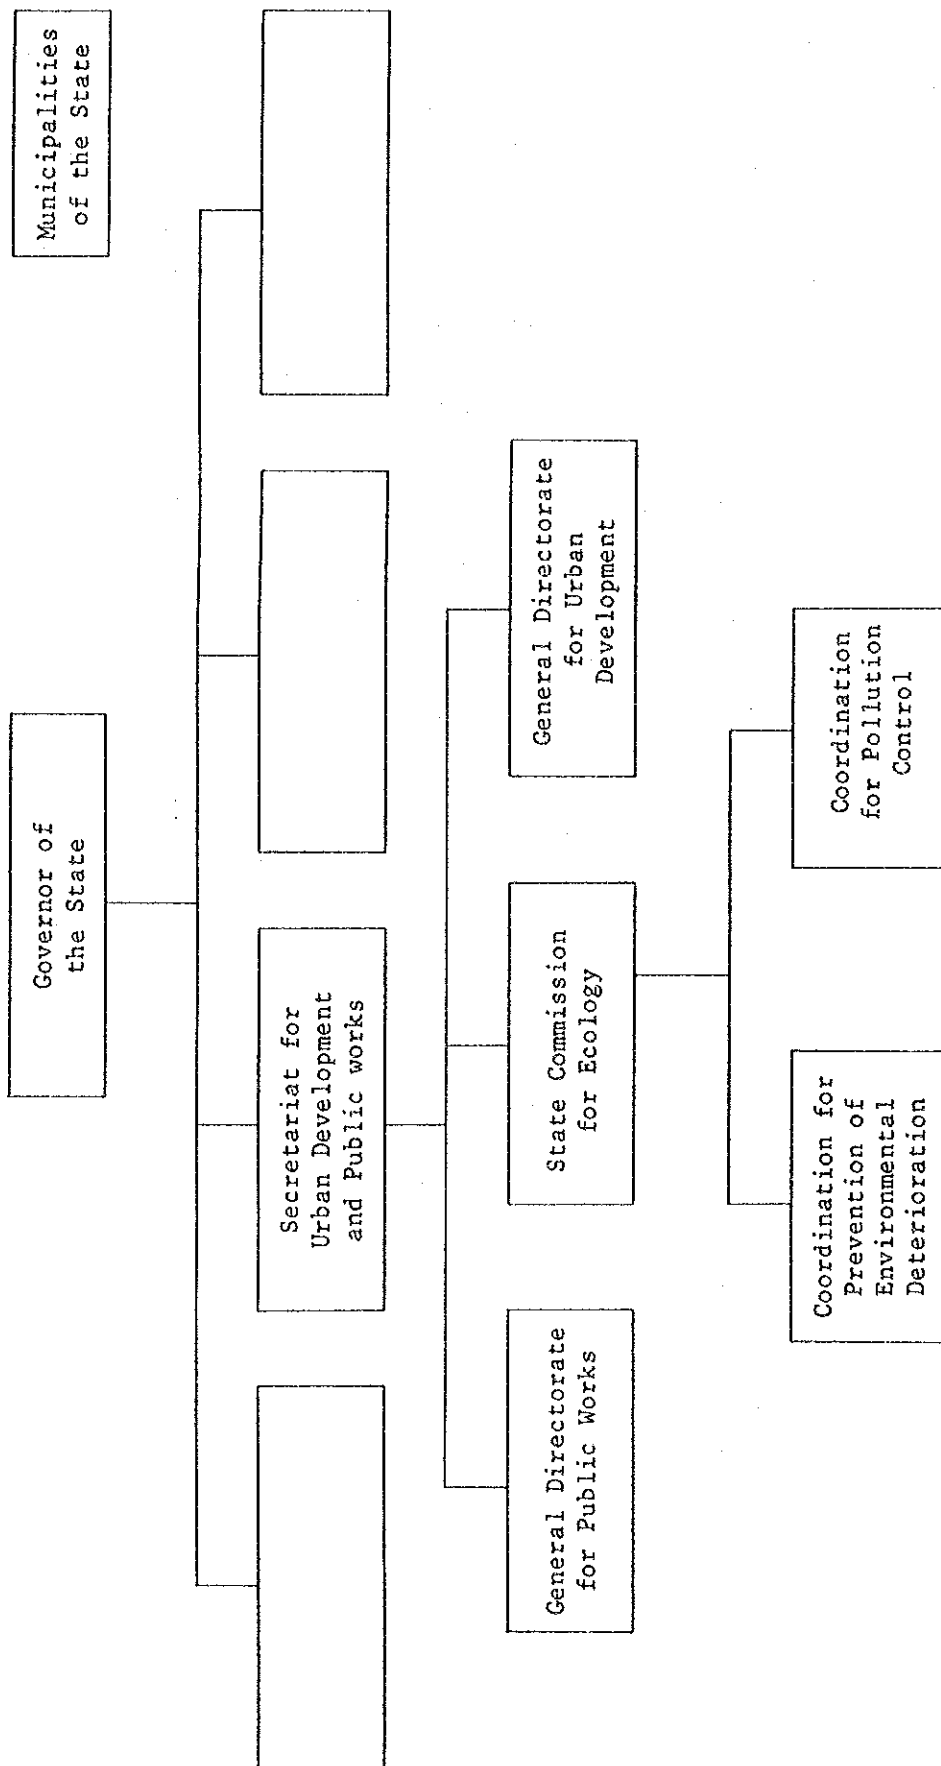 Governor of
the State
Municipalities
of the State
Secretariat for
Urban Development
and Public works
General Directorate
for Public Works
State Commission
for Ecology
General Directorate
for Urban
Development
Coordination for
Prevention of
Environmental
Deterioration
Coordination
for Pollution
Control